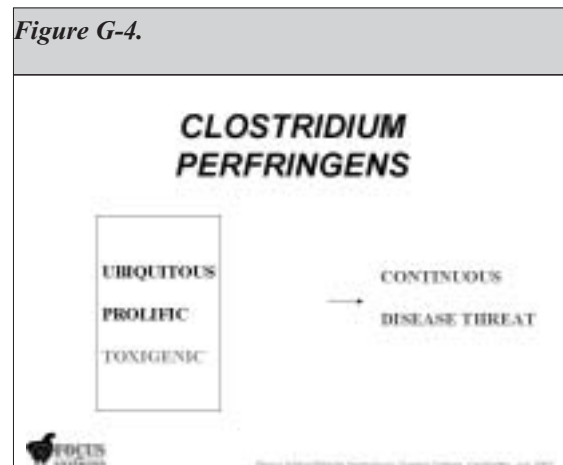 Figure G-4.
CLOSTRIDIUM
PERFRINGENS
UBIQUITOUS
PROLIFIC
TOXIGENIC
CONTINUOUS
DISEASE THREAT
FOCUS